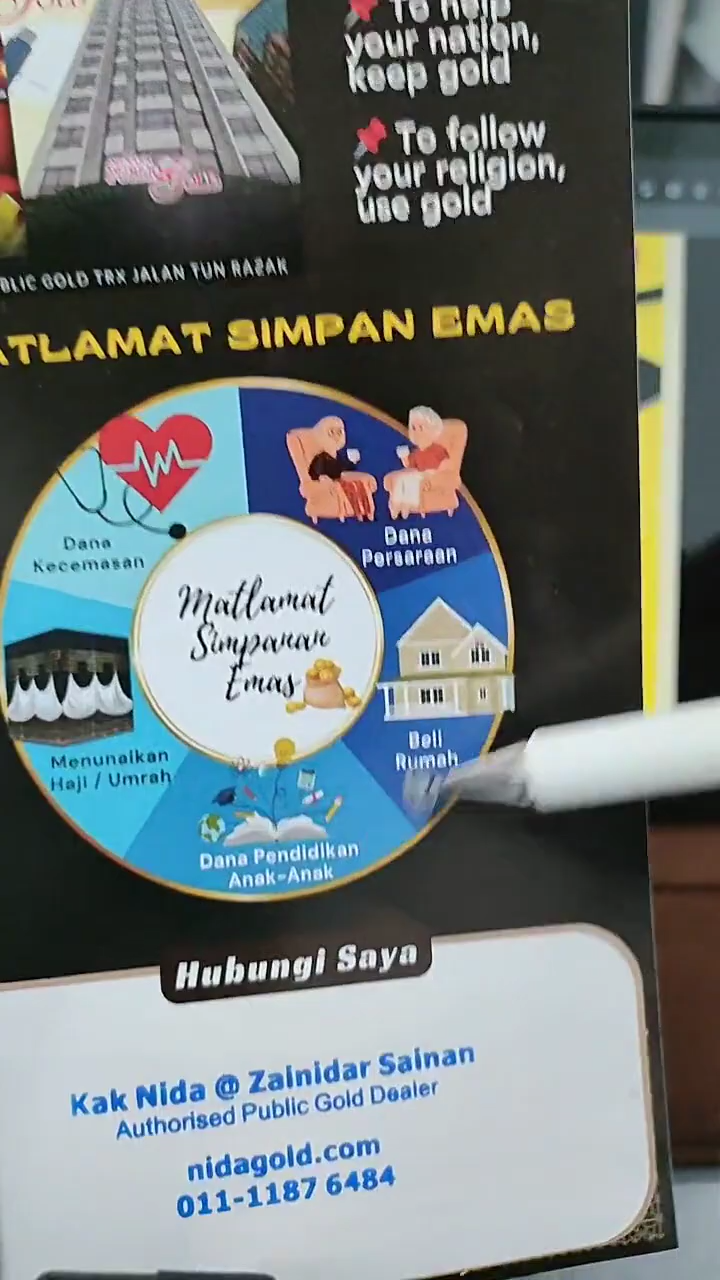 To help
your nation,
keep gold
To follow
your religion,
use gold
BLIC GOLD TRX JALAN TUN RAZAK
ATLAMAT SIMPAN EMAS
Dana
Kecemasan
Dana
Persaraan
Matlamat
Simpanan
Emas
Menunaikan
Haji / Umrah
Beli
Rumah
Dana Pendidikan
Anak-Anak
Hubungi Saya
Kak Nida @ Zainidar Sainan
Authorised Public Gold Dealer
nidagold.com
011-1187 6484